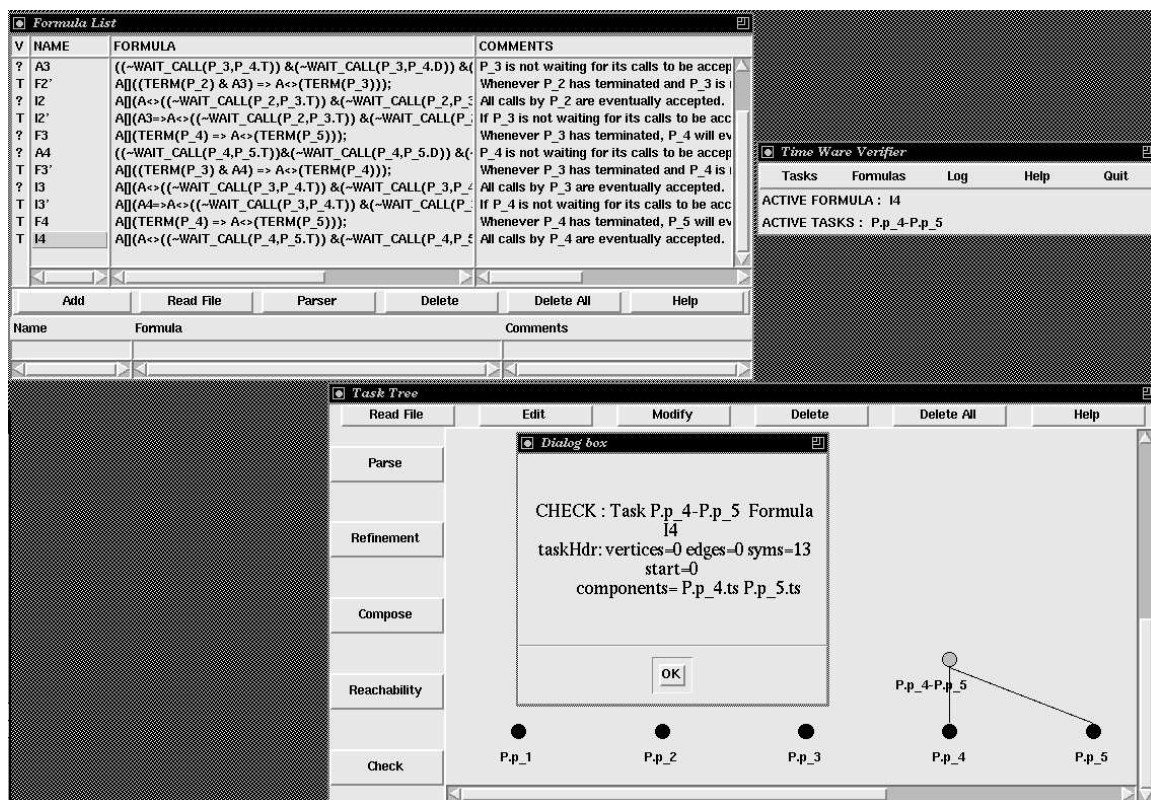 Formula List
V NAME FORMULA COMMENTS
? A3 ((~WAIT_CALL(P_3,P_4.T)) &(~WAIT_CALL(P_3,P_4.D)) &( P_3 is not waiting for its calls to be accep
T F2' A[]((TERM(P_2) & A3) => A<>(TERM(P_3))); Whenever P_2 has terminated and P_3 is
? I2 A[](A<>((~WAIT_CALL(P_2,P_3.T)) &(~WAIT_CALL(P_2,P_3 All calls by P_2 are eventually accepted.
T I2' A[](A3=>A<>((~WAIT_CALL(P_2,P_3.T)) &(~WAIT_CALL(P_ If P_3 is not waiting for its calls to be acc
? F3 A[](TERM(P_4) => A<>(TERM(P_5))); Whenever P_3 has terminated, P_4 will ev
? A4 ((~WAIT_CALL(P_4,P_5.T))&(~WAIT_CALL(P_4,P_5.D)) &( P_4 is not waiting for its calls to be accep
T F3' A[]((TERM(P_3) & A4) => A<>(TERM(P_4))); Whenever P_3 has terminated and P_4 is
? I3 A[](A<>((~WAIT_CALL(P_3,P_4.T)) &(~WAIT_CALL(P_3,P_4 All calls by P_3 are eventually accepted.
T I3' A[](A4=>A<>((~WAIT_CALL(P_3,P_4.T)) &(~WAIT_CALL(P_ If P_4 is not waiting for its calls to be acc
T F4 A[](TERM(P_4) => A<>(TERM(P_5))); Whenever P_4 has terminated, P_5 will ev
T I4 A[](A<>((~WAIT_CALL(P_4,P_5.T)) &(~WAIT_CALL(P_4,P_5 All calls by P_4 are eventually accepted.
Add Read File Parser Delete Delete All Help
Name Formula Comments
Time Ware Verifier
Tasks Formulas Log Help Quit
ACTIVE FORMULA : I4
ACTIVE TASKS : P.p_4-P.p_5
Task Tree
Read File Edit Modify Delete Delete All Help
Parse
Refinement
Compose
Reachability
Check
Dialog box
CHECK : Task P.p_4-P.p_5 Formula
I4
taskHdr: vertices=0 edges=0 syms=13
start=0
components= P.p_4.ts P.p_5.ts
OK
P.p_4-P.p_5
P.p_1 P.p_2 P.p_3 P.p_4 P.p_5